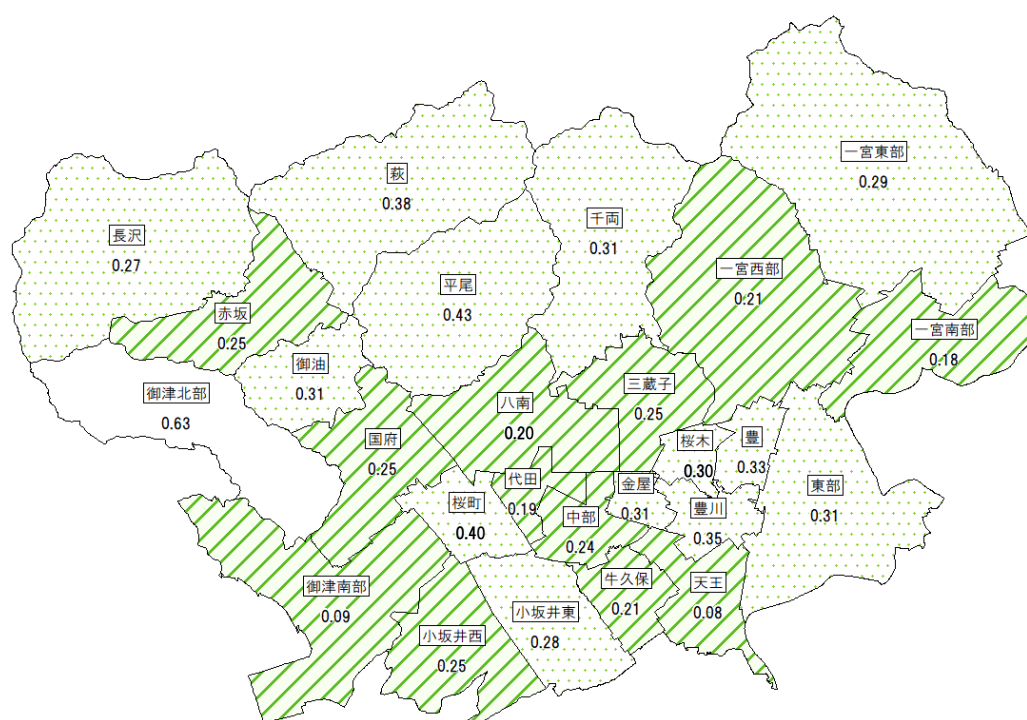 一宮東部
0.29
萩
0.38
千両
0.31
長沢
0.27
一宮西部
0.21
平尾
0.43
赤坂
0.25
一宮南部
0.18
御油
0.31
御津北部
0.63
三蔵子
0.25
八南
0.20
国府
0.25
桜木
0.30
豊
0.33
代田
0.19
金屋
0.31
東部
0.31
桜町
0.40
中部
0.24
豊川
0.35
御津南部
0.09
牛久保
0.21
天王
0.08
小坂井東
0.28
小坂井西
0.25